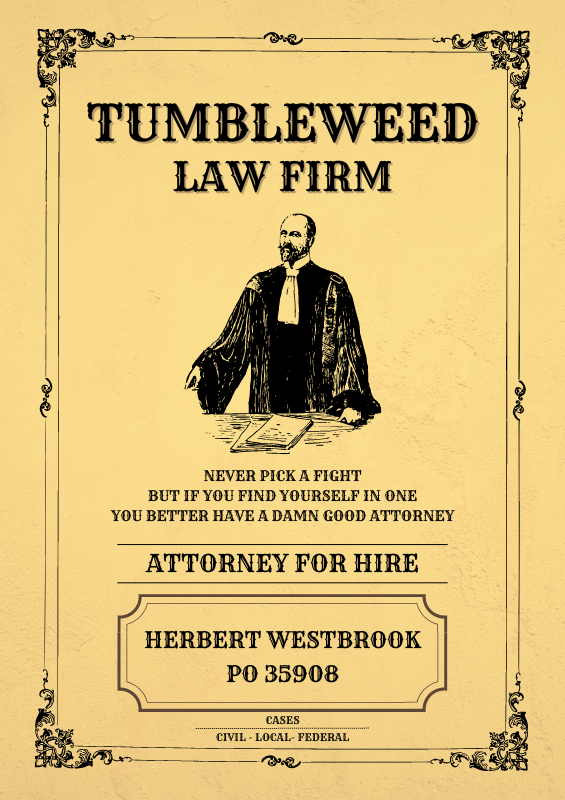 TUMBLEWEED
LAW FIRM
NEVER PICK A FIGHT
BUT IF YOU FIND YOURSELF IN ONE
YOU BETTER HAVE A DAMN GOOD ATTORNEY
ATTORNEY FOR HIRE
HERBERT WESTBROOK
PO 35908
CASES
CIVIL - LOCAL- FEDERAL